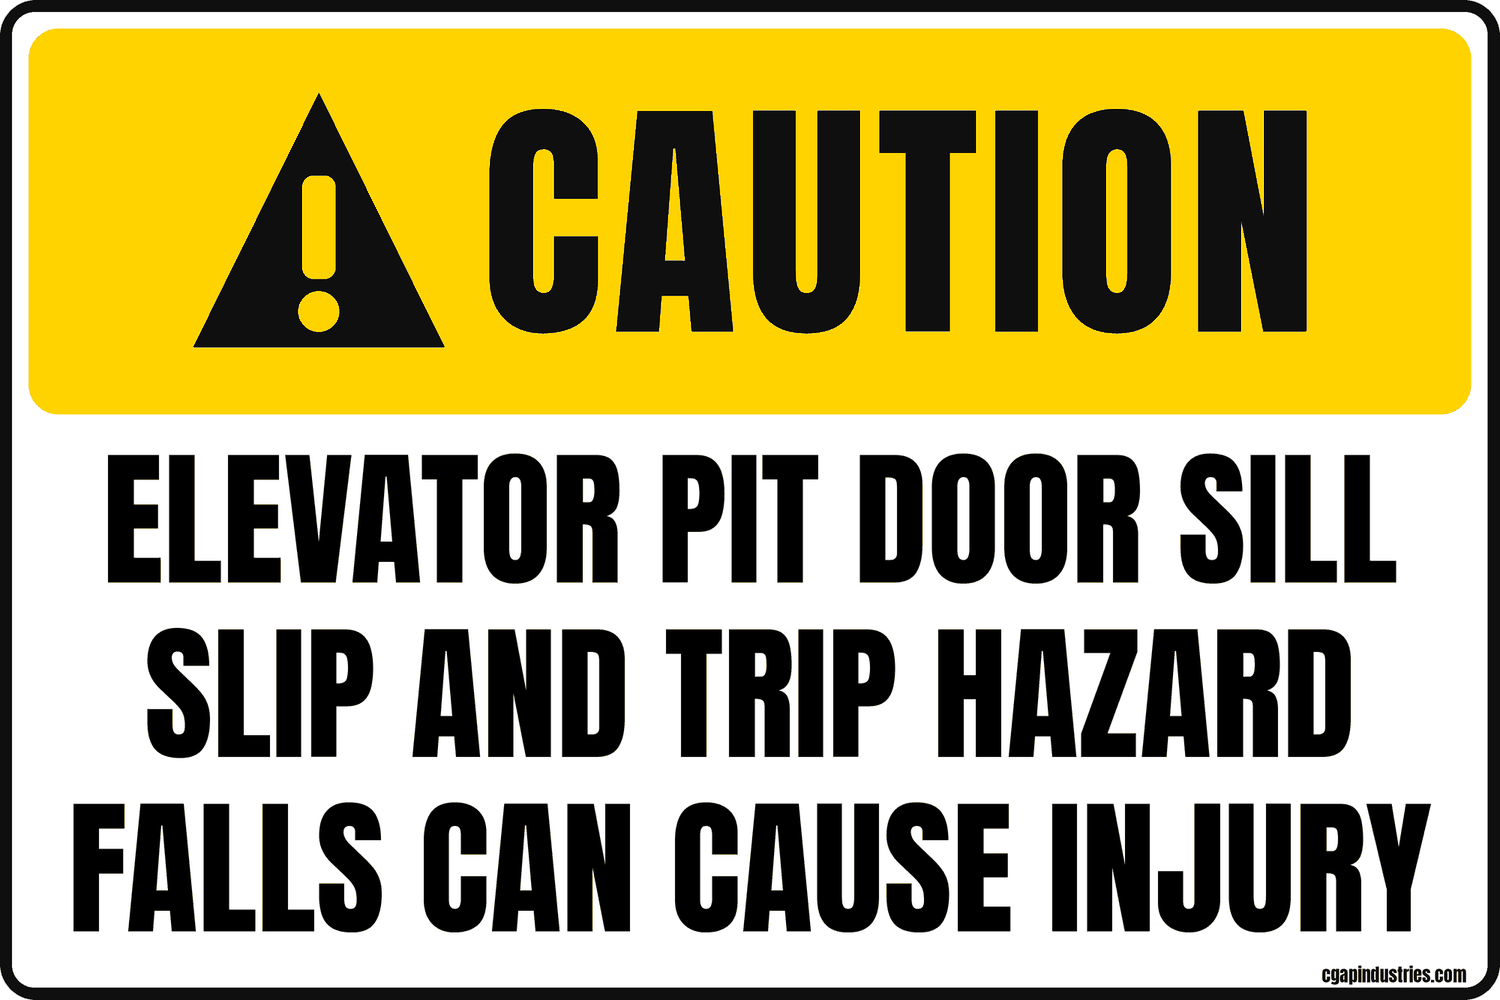 CAUTION
ELEVATOR PIT DOOR SILL
SLIP AND TRIP HAZARD
FALLS CAN CAUSE INJURY
cgapindustries.com